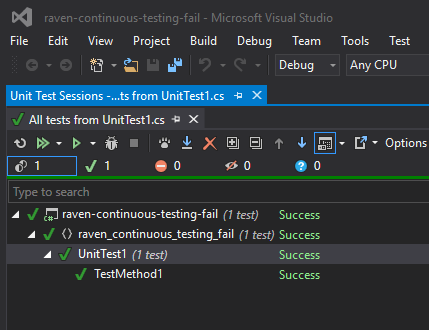 raven-continuous-testing-fail - Microsoft Visual Studio
File Edit View Project Build Debug Team Tools Test
Debug Any CPU
Unit Test Sessions -...ts from UnitTest1.cs
All tests from UnitTest1.cs
Options
1 1 0 0 0
Type to search
raven-continuous-testing-fail (1 test) Success
raven_continuous_testing_fail (1 test) Success
UnitTest1 (1 test) Success
TestMethod1 Success